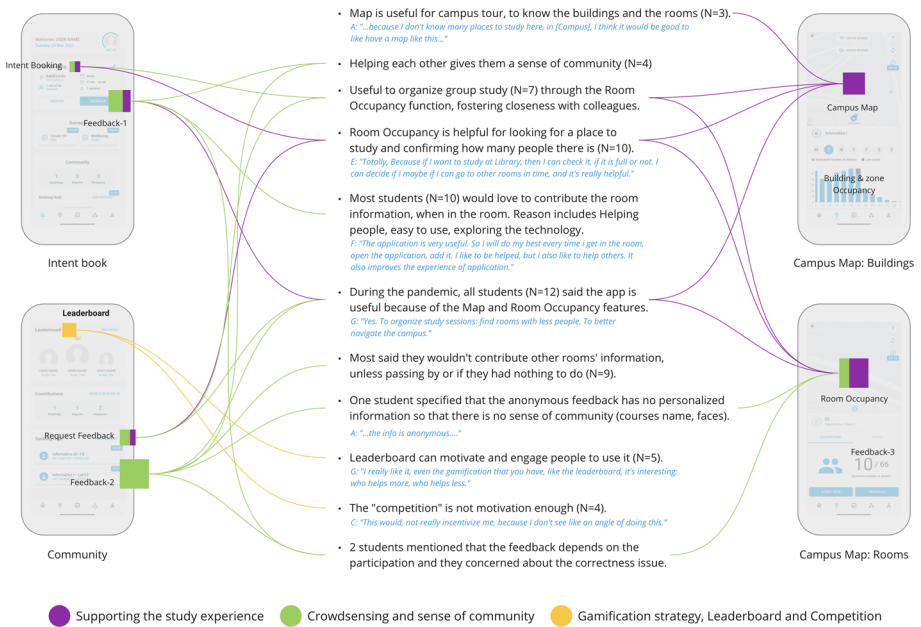 Welcome, USER NAME
Intent Booking
Feedback-1
Community
Intent book
Leaderboard
Leaderboard
Contributions
Request Feedback
Feedback-2
Community
• Map is useful for campus tour, to know the buildings and the rooms (N=3).
A: "...because I don't know many places to study here, in [Campus], I think it would be good to
like have a map like this..."
• Helping each other gives them a sense of community (N=4)
• Useful to organize group study (N=7) through the Room
Occupancy function, fostering closeness with colleagues.
• Room Occupancy is helpful for looking for a place to
study and confirming how many people there is (N=10).
E: "Totally, Because if I want to study at Library, then I can check it, if it is full or not. I
can decide if I maybe if I can go to other rooms in time, and it's really helpful."
• Most students (N=10) would love to contribute the room
information, when in the room. Reason includes Helping
people, easy to use, exploring the technology.
F: "The application is very useful. So I will do my best every time i get in the room,
open the application, add it. I like to be helped, but I also like to help others. It
also improves the experience of application."
• During the pandemic, all students (N=12) said the app is
useful because of the Map and Room Occupancy features.
G: "Yes. To organize study sessions: find rooms with less people. To better
navigate the campus."
• Most said they wouldn't contribute other rooms' information,
unless passing by or if they had nothing to do (N=9).
• One student specified that the anonymous feedback has no personalized
information so that there is no sense of community (courses name, faces).
A: "...the info is anonymous...."
• Leaderboard can motivate and engage people to use it (N=5).
G: "I really like it, even the gamification that you have, like the leaderboard, it's interesting:
who helps more, who helps less."
• The "competition" is not motivation enough (N=4).
C: "This would, not really incentivize me, because I don't see like an angle of doing this."
• 2 students mentioned that the feedback depends on the
participation and they concerned about the correctness issue.
Campus Map
Building & zone
Occupancy
Campus Map: Buildings
Room Occupancy
Feedback-3
10 / 66
Campus Map: Rooms
Supporting the study experience
Crowdsensing and sense of community
Gamification strategy, Leaderboard and Competition